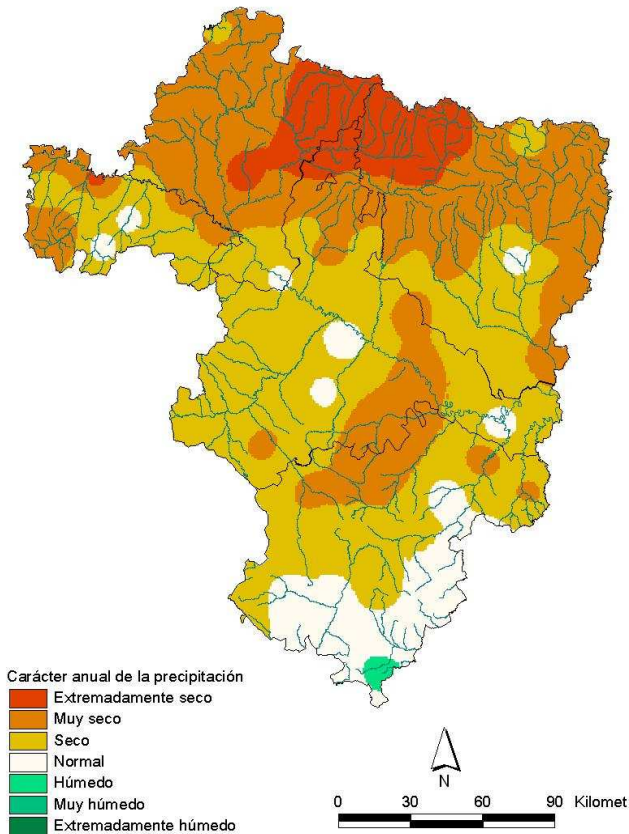 Carácter anual de la precipitación
Extremadamente seco
Muy seco
Seco
Normal
Húmedo
Muy húmedo
Extremadamente húmedo
N
0 30 60 90 Kilomet